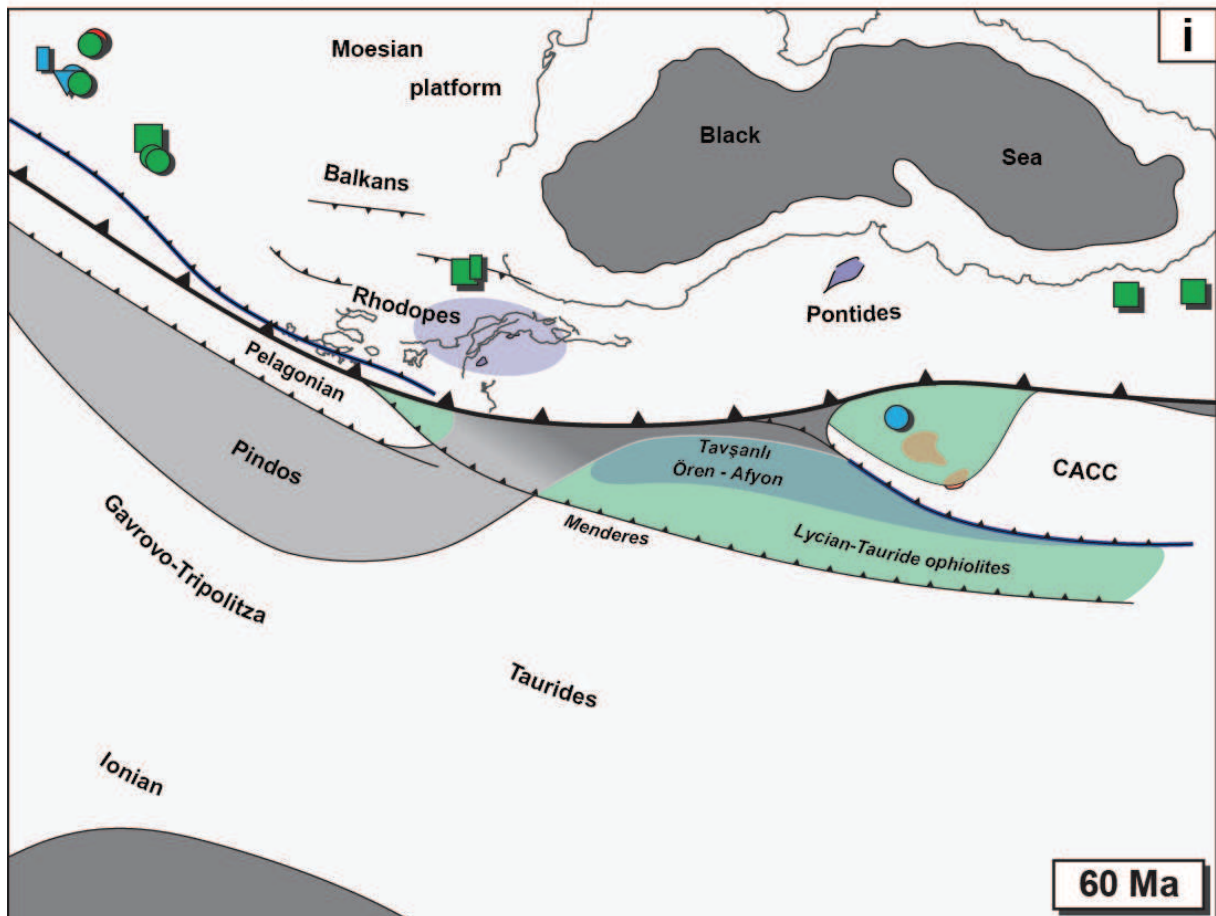 i
Moesian
platform
Black
Sea
Balkans
Rhodopes
Pontides
Pelagonian
Pindos
Tavşanlı
Ören - Afyon
CACC
Menderes
Lycian-Tauride ophiolites
Gavrovo-Tripolitza
Taurides
Ionian
60 Ma